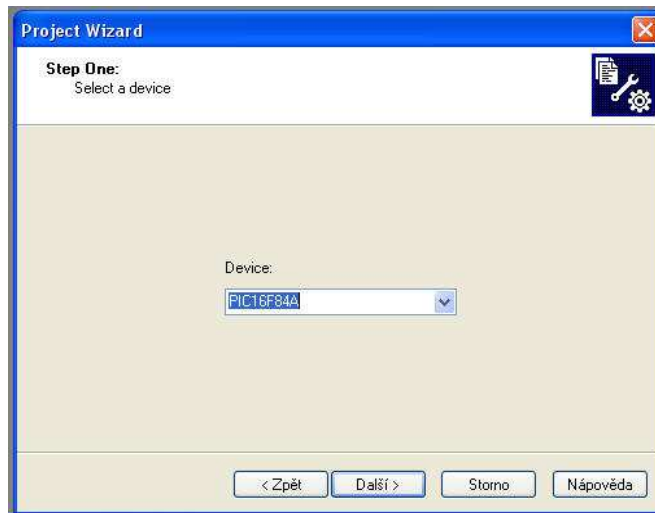 Project Wizard
Step One:
Select a device
Device:
PIC16F84A
< Zpět Další > Storno Nápověda